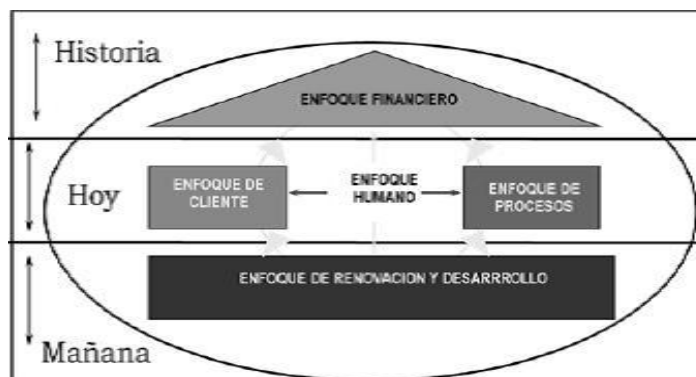 Historia
ENFOQUE FINANCIERO
Hoy
ENFOQUE DE
CLIENTE
ENFOQUE
HUMANO
ENFOQUE DE
PROCESOS
ENFOQUE DE RENOVACION Y DESARRROLLO
Mañana